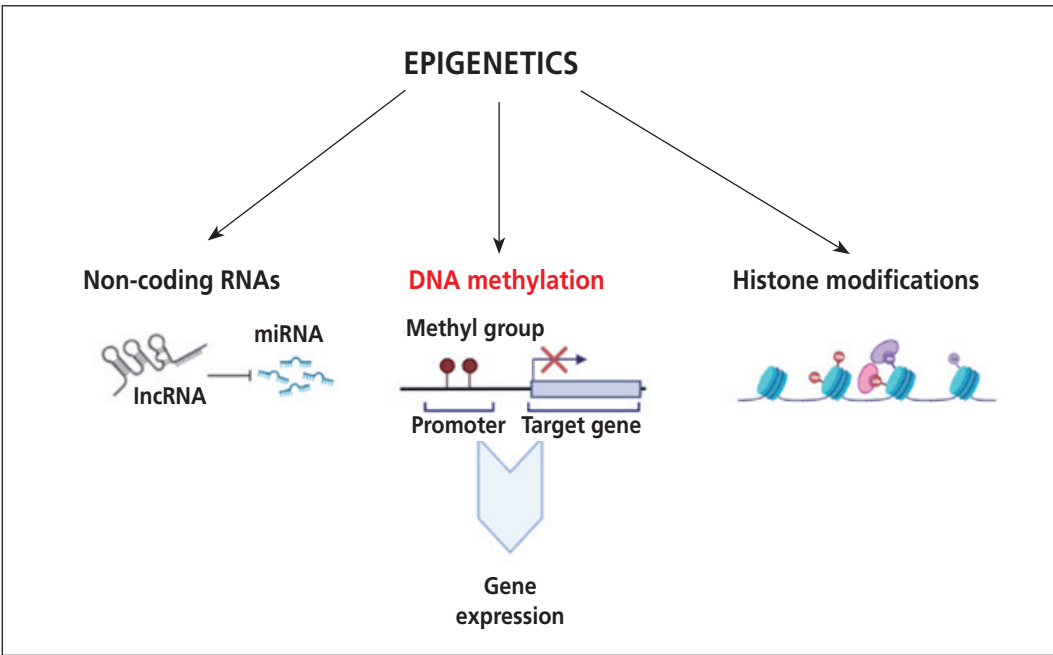 EPIGENETICS
Non-coding RNAs
DNA methylation
Histone modifications
miRNA
lncRNA
Methyl group
Promoter
Target gene
Gene
expression